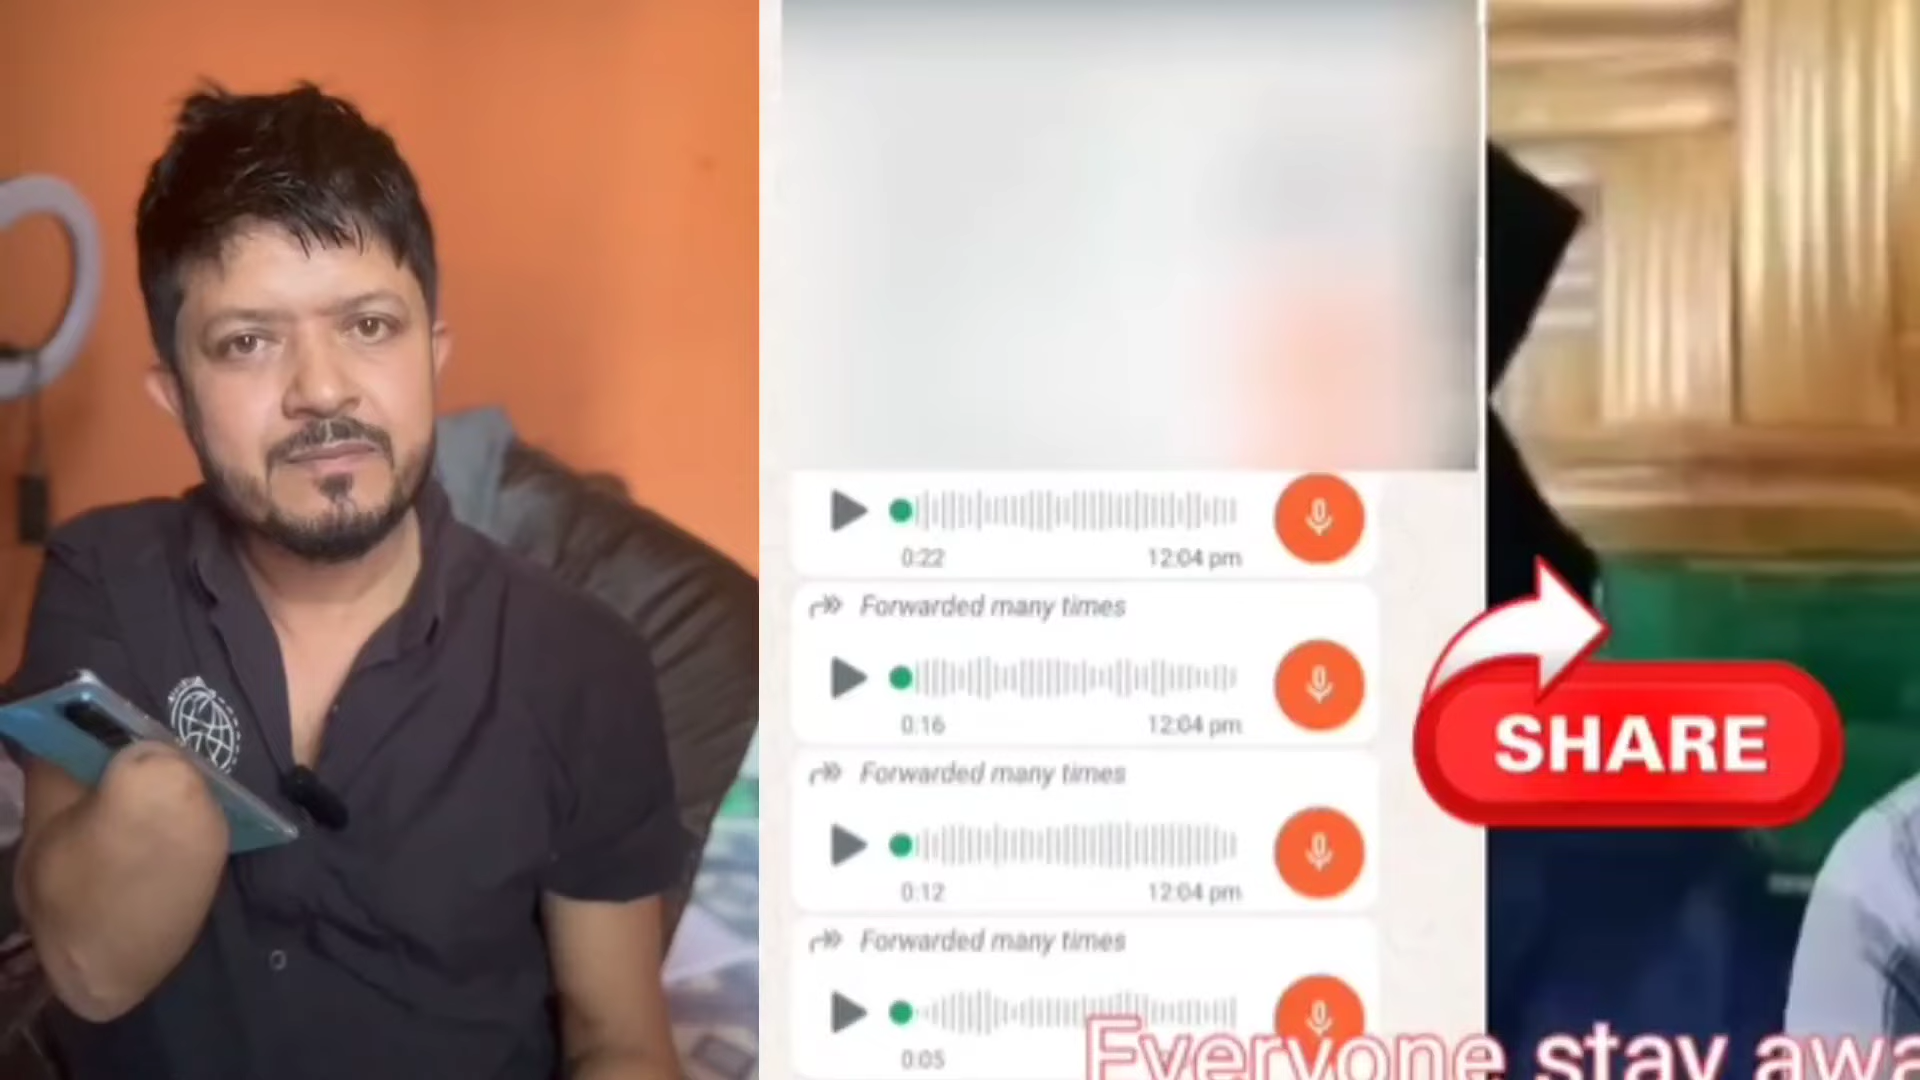 0:22 12:04 pm
Forwarded many times
0:16 12:04 pm
Forwarded many times
SHARE
0:12 12:04 pm
Forwarded many times
0:05
Everyone stay awa